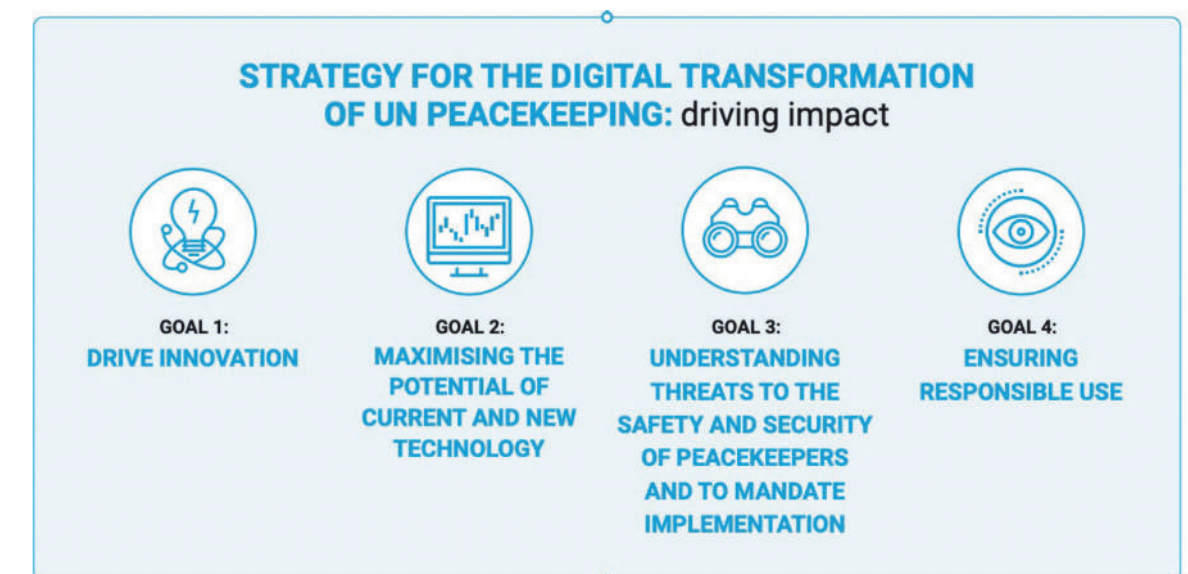 STRATEGY FOR THE DIGITAL TRANSFORMATION
OF UN PEACEKEEPING: driving impact
GOAL 1:
DRIVE INNOVATION
GOAL 2:
MAXIMISING THE
POTENTIAL OF
CURRENT AND NEW
TECHNOLOGY
GOAL 3:
UNDERSTANDING
THREATS TO THE
SAFETY AND SECURITY
OF PEACEKEEPERS
AND TO MANDATE
IMPLEMENTATION
GOAL 4:
ENSURING
RESPONSIBLE USE